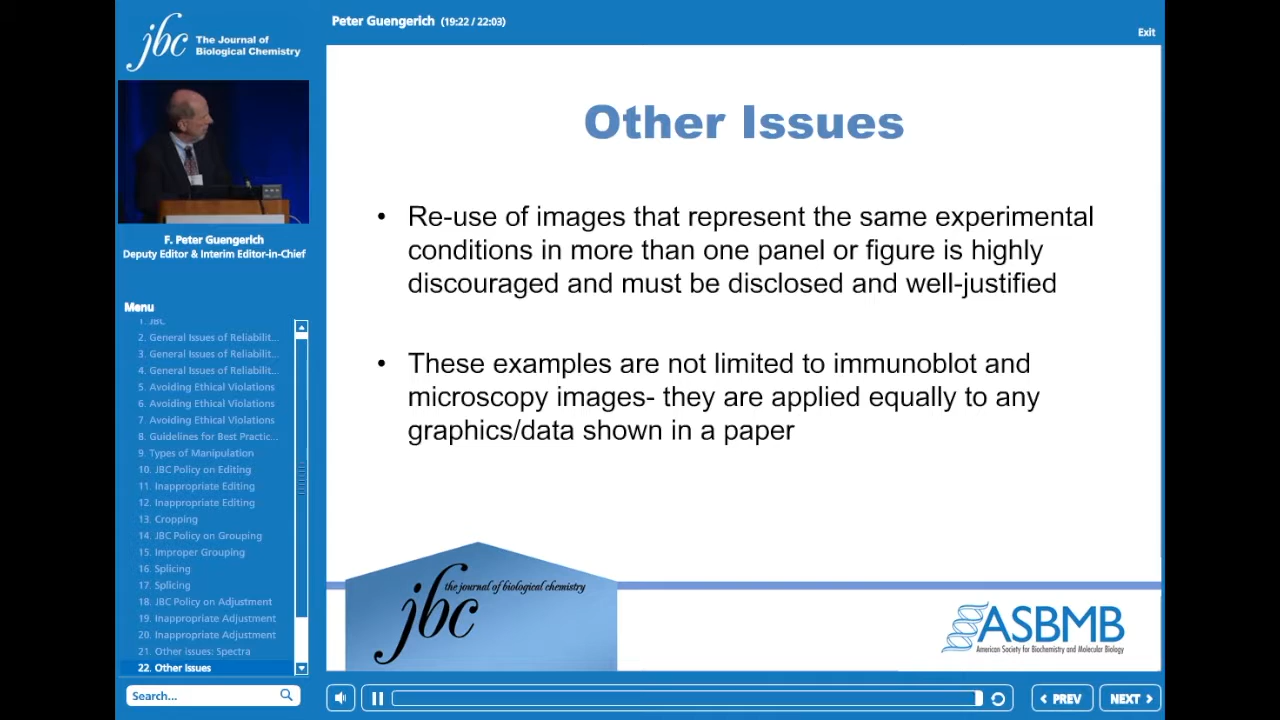 jbc The Journal of
Biological Chemistry
Peter Guengerich (19:22 / 22:03)
Exit
F. Peter Guengerich
Deputy Editor & Interim Editor-in-Chief
Menu
1. JBC
2. General Issues of Reliabilit...
3. General Issues of Reliabilit...
4. General Issues of Reliabilit...
5. Avoiding Ethical Violations
6. Avoiding Ethical Violations
7. Avoiding Ethical Violations
8. Guidelines for Best Practic...
9. Types of Manipulation
10. JBC Policy on Editing
11. Inappropriate Editing
12. Inappropriate Editing
13. Cropping
14. JBC Policy on Grouping
15. Improper Grouping
16. Splicing
17. Splicing
18. JBC Policy on Adjustment
19. Inappropriate Adjustment
20. Inappropriate Adjustment
21. Other issues: Spectra
22. Other Issues
Search...
Other Issues
• Re-use of images that represent the same experimental
conditions in more than one panel or figure is highly
discouraged and must be disclosed and well-justified
• These examples are not limited to immunoblot and
microscopy images- they are applied equally to any
graphics/data shown in a paper
the journal of biological chemistry
jbc
ASBMB
American Society for Biochemistry and Molecular Biology
PREV
NEXT